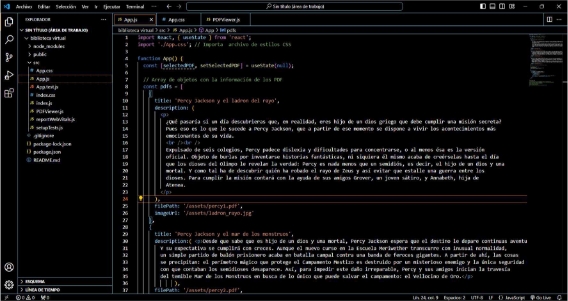 Archivo Editar Selección Ver Ir Ejecutar Terminal ...
Sin título (Área de trabajo)
EXPLORADOR
SIN TÍTULO (ÁREA DE TRABAJO)
biblioteca virtual
node_modules
public
src
App.css
App.js
App.test.js
index.css
index.js
PDFViewer.js
reportWebVitals.js
setupTests.js
.gitignore
package-lock.json
package.json
README.md
ESQUEMA
LÍNEA DE TIEMPO
App.js
App.css
PDFViewer.js
biblioteca virtual > src > App.js > App > pdfs
import React, { useState } from 'react';
import './App.css'; // Importa archivo de estilos CSS
function App() {
const [selectedPDF, setSelectedPDF] = useState(null);
// Array de objetos con la información de los PDF
const pdfs = [
{
title: 'Percy Jackson y el ladrón del rayo',
description: (
<p>
¿Qué pasaría si un día descubrieras que, en realidad, eres hijo de un dios griego que debe cumplir una misión secreta?
Pues eso es lo que le sucede a Percy Jackson, que a partir de ese momento se dispone a vivir los acontecimientos más
emocionantes de su vida.
<br /><br />
Expulsado de seis colegios, Percy padece dislexia y dificultades para concentrarse, o al menos ésa es la versión
oficial. Objeto de burlas por inventarse historias fantásticas, ni siquiera él mismo acaba de creérselas hasta el día
que los dioses del Olimpo le revelan la verdad: Percy es nada menos que un semidiós, es decir, el hijo de un dios y una
mortal. Y como tal ha de descubrir quién ha robado el rayo de Zeus y así evitar que estalle una guerra entre los
dioses. Para cumplir la misión contará con la ayuda de sus amigos Grover, un joven sátiro, y Annabeth, hija de
Atenea.
</p>
),
filePath: '/assets/percy1.pdf',
imageUrl: '/assets/ladron_rayo.jpg'
},
{
title: 'Percy Jackson y el mar de los monstruos',
description:( <p>Desde que sabe que es hijo de un dios y una mortal, Percy Jackson espera que el destino le depare continuas aventu
Y su expectativa se cumplirá con creces. Aunque el nuevo curso en la Escuela Meriwether transcurre con inusual normalidad,
un simple partido de balón prisionero acaba en batalla campal contra una banda de feroces gigantes. A partir de ahí, las cosas
se precipitan: el perímetro mágico que protege el Campamento Mestizo es destruido por un misterioso enemigo y la única seguridad
con que contaban los semidioses desaparece. Así, para impedir este daño irreparable, Percy y sus amigos inician la travesía
del temible Mar de los Monstruos en busca de lo único que puede salvar el campamento: el Vellocino de Oro.</p>
),
filePath: '/assets/percy2.pdf',
Lín. 24, col. 9 Espacios: 2 UTF-8 LF JavaScript Go Live